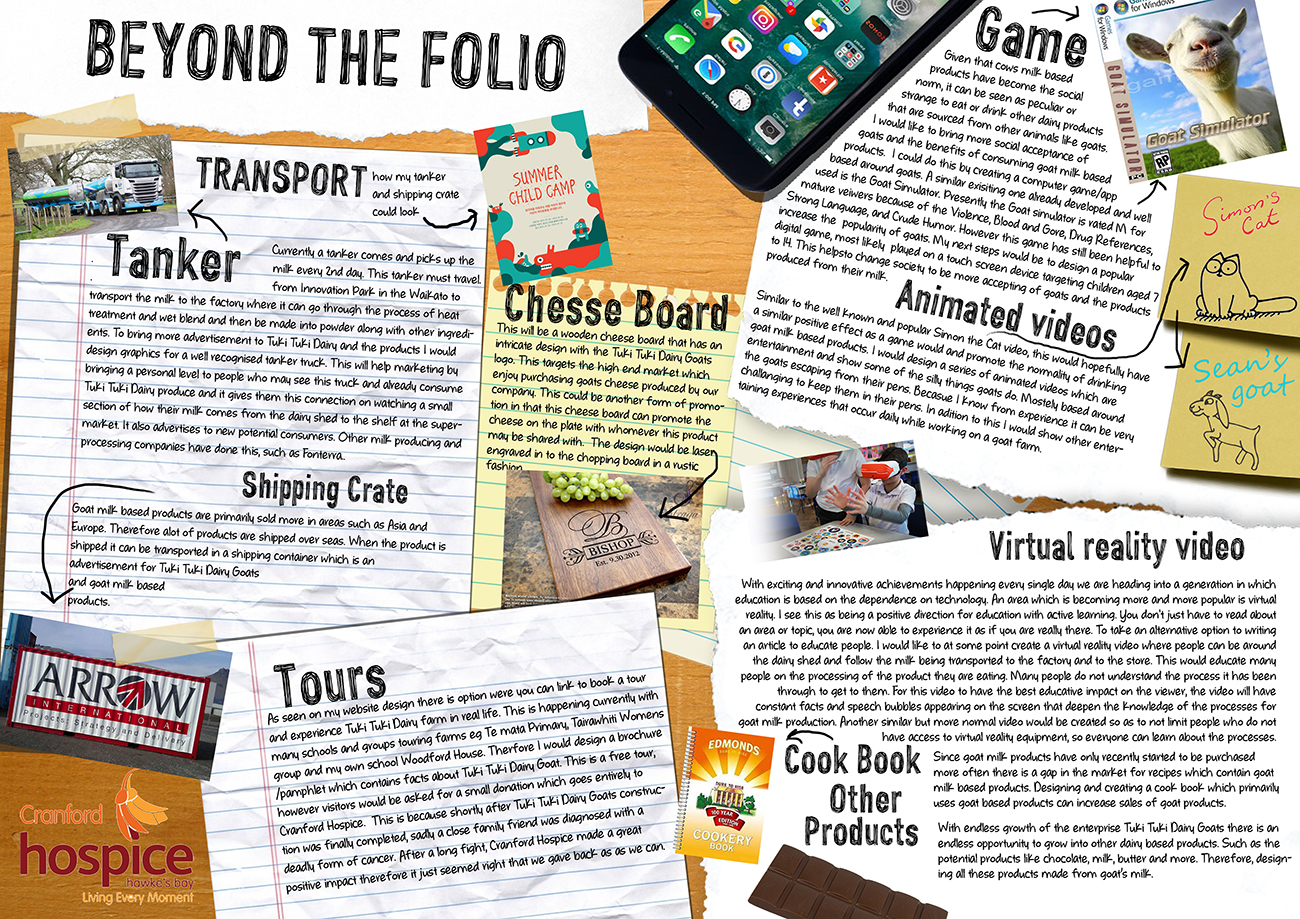 BEYOND THE FOLIO
TRANSPORT
how my tanker
and shipping crate
could look
Tanker
Currently a tanker comes and picks up the
milk every 2nd day. This tanker must travel
from Innovation Park in the Waikato to
transport the milk to the factory where it can go through the process of heat
treatment and wet blend and then be made into powder along with other ingredi-
ents. To bring more advertisement to Tuki Tuki Dairy and the products I would
design graphics for a well recognised tanker truck. This will help marketing by
bringing a personal level to people who may see this truck and already consume
Tuki Tuki Dairy produce and it gives them this connection on watching a small
section of how their milk comes from the dairy shed to the shelf at the super-
market. It also advertises to new potential consumers. Other milk producing and
processing companies have done this, such as Fonterra.
Shipping Crate
Goat milk based products are primarily sold more in areas such as Asia and
Europe. Therefore alot of products are shipped over seas. When the product is
shipped it can be transported in a shipping container which is an
advertisement for Tuki Tuki Dairy Goats
and goat milk based
products.
ARROW
INTERNATIONAL
Projects: Strategy and Delivery
Cranford
hospice
hawke's bay
Living Every Moment
SUMMER
CHILD CAMP
Chesse Board
This will be a wooden cheese board that has an
intricate design with the Tuki Tuki Dairy Goats
logo. This targets the high end market which
enjoy purchasing goats cheese produced by our
company. This could be another form of promo-
tion in that this cheese board can promote the
cheese on the plate with whomever this product
may be shared with. The design would be laser
engraved in to the chopping board in a rustic
fashion.
B
BISHOP
Est. 9.30.2012
Tours
As seen on my website design there is option were you can link to book a tour
and experience Tuki Tuki Dairy farm in real life. This is happening currently with
many schools and groups touring farms eg Te mata Primary, Tairawhiti Womens
group and my own school Woodford House. Therfore I would design a brochure
/pamphlet which contains facts about Tuki Tuki Dairy Goat. This is a free tour,
however visitors would be asked for a small donation which goes entirely to
Cranford Hospice. This is because shortly after Tuki Tuki Dairy Goats construc-
tion was finally completed, sadly a close family friend was diagnosed with a
deadly form of cancer. After a long fight, Cranford Hospice made a great
positive impact therefore it just seemed right that we gave back as as we can.
Game
Given that cows milk based
products have become the social
norm, it can be seen as peculiar or
strange to eat or drink other dairy products
that are sourced from other animals like goats.
I would like to bring more social acceptance of
goats and the benefits of consuming goat milk based
products. I could do this by creating a computer game/app
based around goats. A similar exisiting one already developed and well
used is the Goat Simulator. Presently the Goat simulator is rated M for
mature veiwers because of the Violence, Blood and Gore, Drug References,
Strong Language, and Crude Humor. However this game has still been helpful to
increase the popularity of goats. My next steps would be to design a popular
digital game, most likely played on a touch screen device targeting children aged 7
to 14. This helpsto change society to be more accepting of goats and the products
produced from their milk.
for Windows
Games for Windows
GOAT SIMULATOR
PC
Goat Simulator
RP
Animated videos
Similar to the well known and popular Simon the Cat video, this would hopefully have
a similar positive effect as a game would and promote the normality of drinking
goat milk based products. I would design a series of animated videos which are
entertainment and show some of the silly things goats do. Mostely based around
the goats escaping from their pens. Becasue I know from experience it can be very
challanging to keep them in their pens. In adition to this I would show other enter-
taining experiences that occur daily while working on a goat farm.
Simon's
Cat
Sean's
goat
Virtual reality video
With exciting and innovative achievements happening every single day we are heading into a generation in which
education is based on the dependence on technology. An area which is becoming more and more popular is virtual
reality. I see this as being a positive direction for education with active learning. You don't just have to read about
an area or topic, you are now able to experience it as if you are really there. To take an alternative option to writing
an article to educate people. I would like to at some point create a virtual reality video where people can be around
the dairy shed and follow the milk being transported to the factory and to the store. This would educate many
people on the processing of the product they are eating. Many people do not understand the process it has been
through to get to them. For this video to have the best educative impact on the viewer, the video will have
constant facts and speech bubbles appearing on the screen that deepen the knowledge of the processes for
goat milk production. Another similar but more normal video would be created so as to not limit people who do not
have access to virtual reality equipment, so everyone can learn about the processes.
EDMONDS
COOKERY
BOOK
Cook Book
Since goat milk products have only recently started to be purchased
more often there is a gap in the market for recipes which contain goat
milk based products. Designing and creating a cook book which primarily
uses goat based products can increase sales of goat products.
Other
Products
With endless growth of the enterprise Tuki Tuki Dairy Goats there is an
endless opportunity to grow into other dairy based products. Such as the
potential products like chocolate, milk, butter and more. Therefore, design-
ing all these products made from goat's milk.